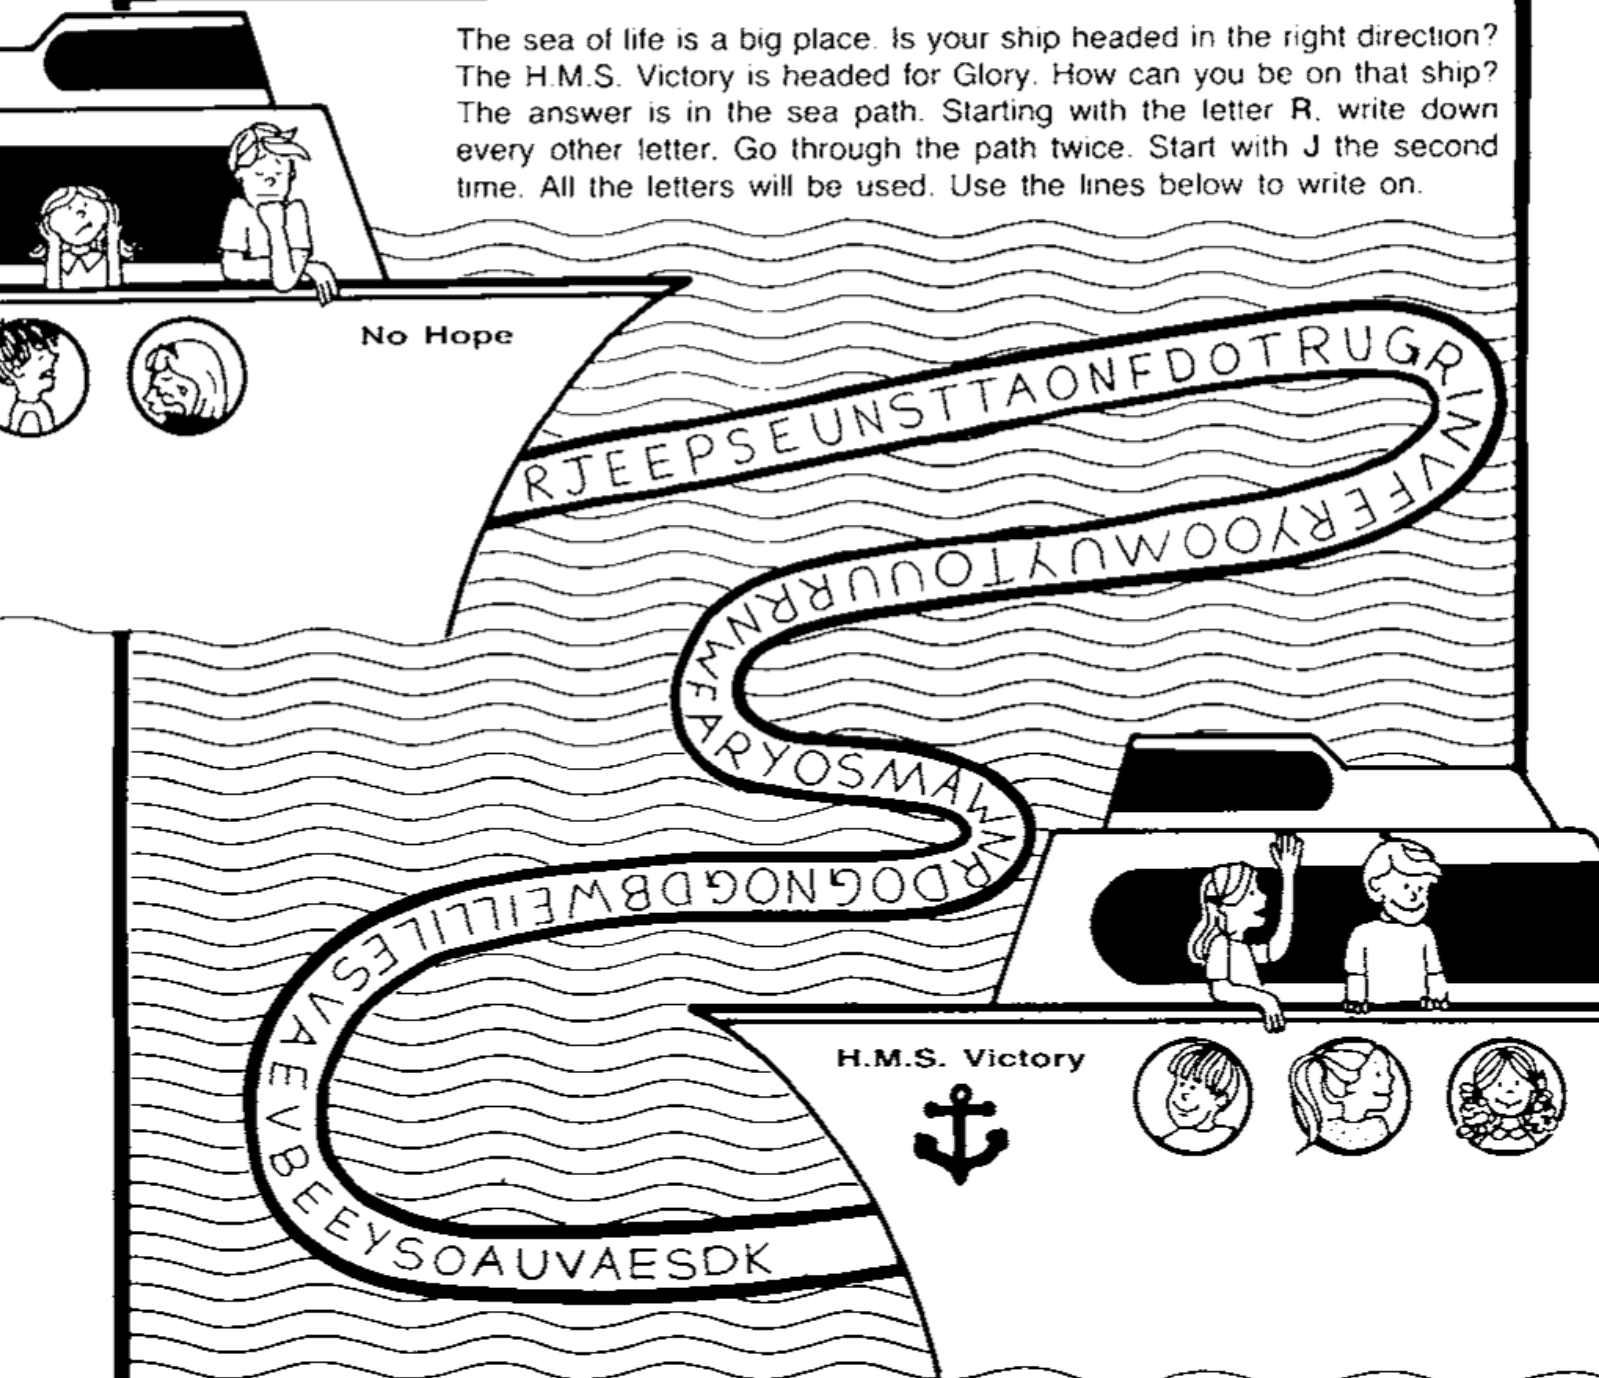 The sea of life is a big place. Is your ship headed in the right direction?
The H.M.S. Victory is headed for Glory. How can you be on that ship?
The answer is in the sea path. Starting with the letter R, write down
every other letter. Go through the path twice. Start with J the second
time. All the letters will be used. Use the lines below to write on.
No Hope
RJEEPSEUNSTTAONFDOTRUGRINVFERYOOMUYTOUURRNWFARYOSMAWNRDOGNOGDBWEILLILESVAEVBEEYSOAUVAESDK
H.M.S. Victory